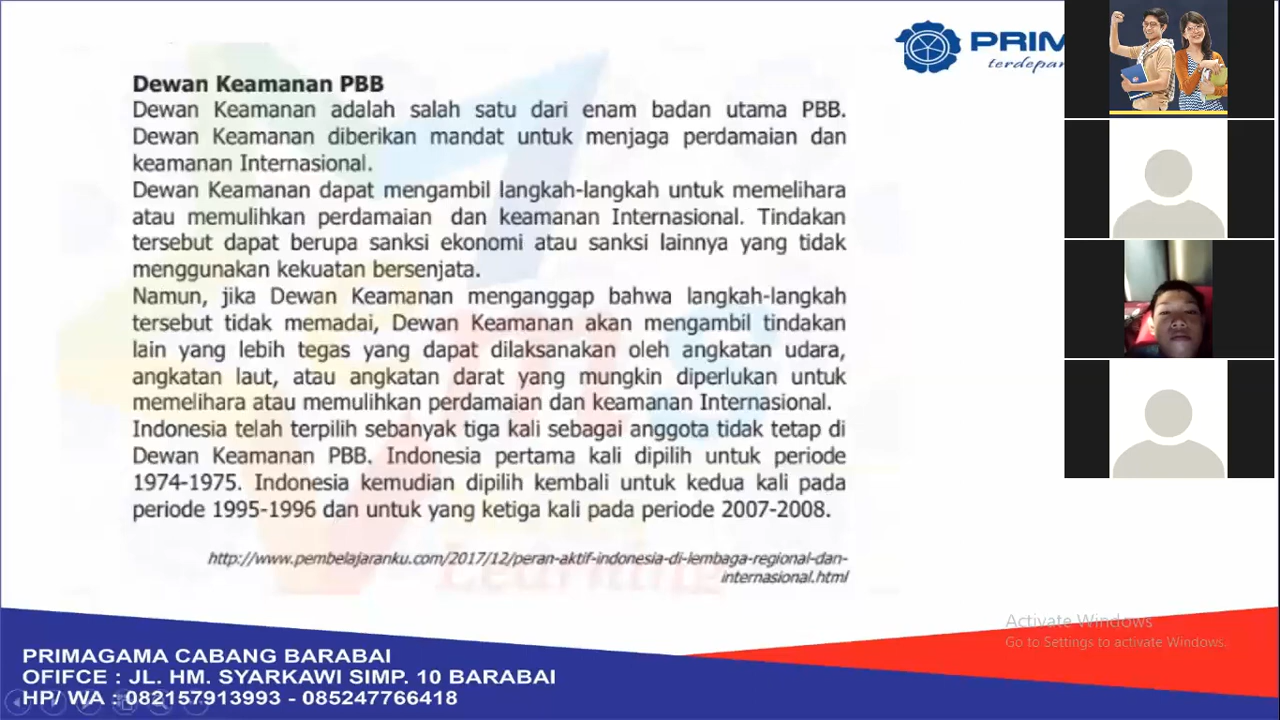 PRIM
terdepan
Dewan Keamanan PBB
Dewan Keamanan adalah salah satu dari enam badan utama PBB.
Dewan Keamanan diberikan mandat untuk menjaga perdamaian dan
keamanan Internasional.
Dewan Keamanan dapat mengambil langkah-langkah untuk memelihara
atau memulihkan perdamaian dan keamanan Internasional. Tindakan
tersebut dapat berupa sanksi ekonomi atau sanksi lainnya yang tidak
menggunakan kekuatan bersenjata.
Namun, jika Dewan Keamanan menganggap bahwa langkah-langkah
tersebut tidak memadai, Dewan Keamanan akan mengambil tindakan
lain yang lebih tegas yang dapat dilaksanakan oleh angkatan udara,
angkatan laut, atau angkatan darat yang mungkin diperlukan untuk
memelihara atau memulihkan perdamaian dan keamanan Internasional.
Indonesia telah terpilih sebanyak tiga kali sebagai anggota tidak tetap di
Dewan Keamanan PBB. Indonesia pertama kali dipilih untuk periode
1974-1975. Indonesia kemudian dipilih kembali untuk kedua kali pada
periode 1995-1996 dan untuk yang ketiga kali pada periode 2007-2008.
http://www.pembelajaranku.com/2017/12/peran-aktif-indonesia-di-lembaga-regional-dan-
internasional.html
Learning
Activate Windows
Go to Settings to activate Windows.
PRIMAGAMA CABANG BARABAI
OFIFCE : JL. HM. SYARKAWI SIMP. 10 BARABAI
HP/ WA : 082157913993 - 085247766418